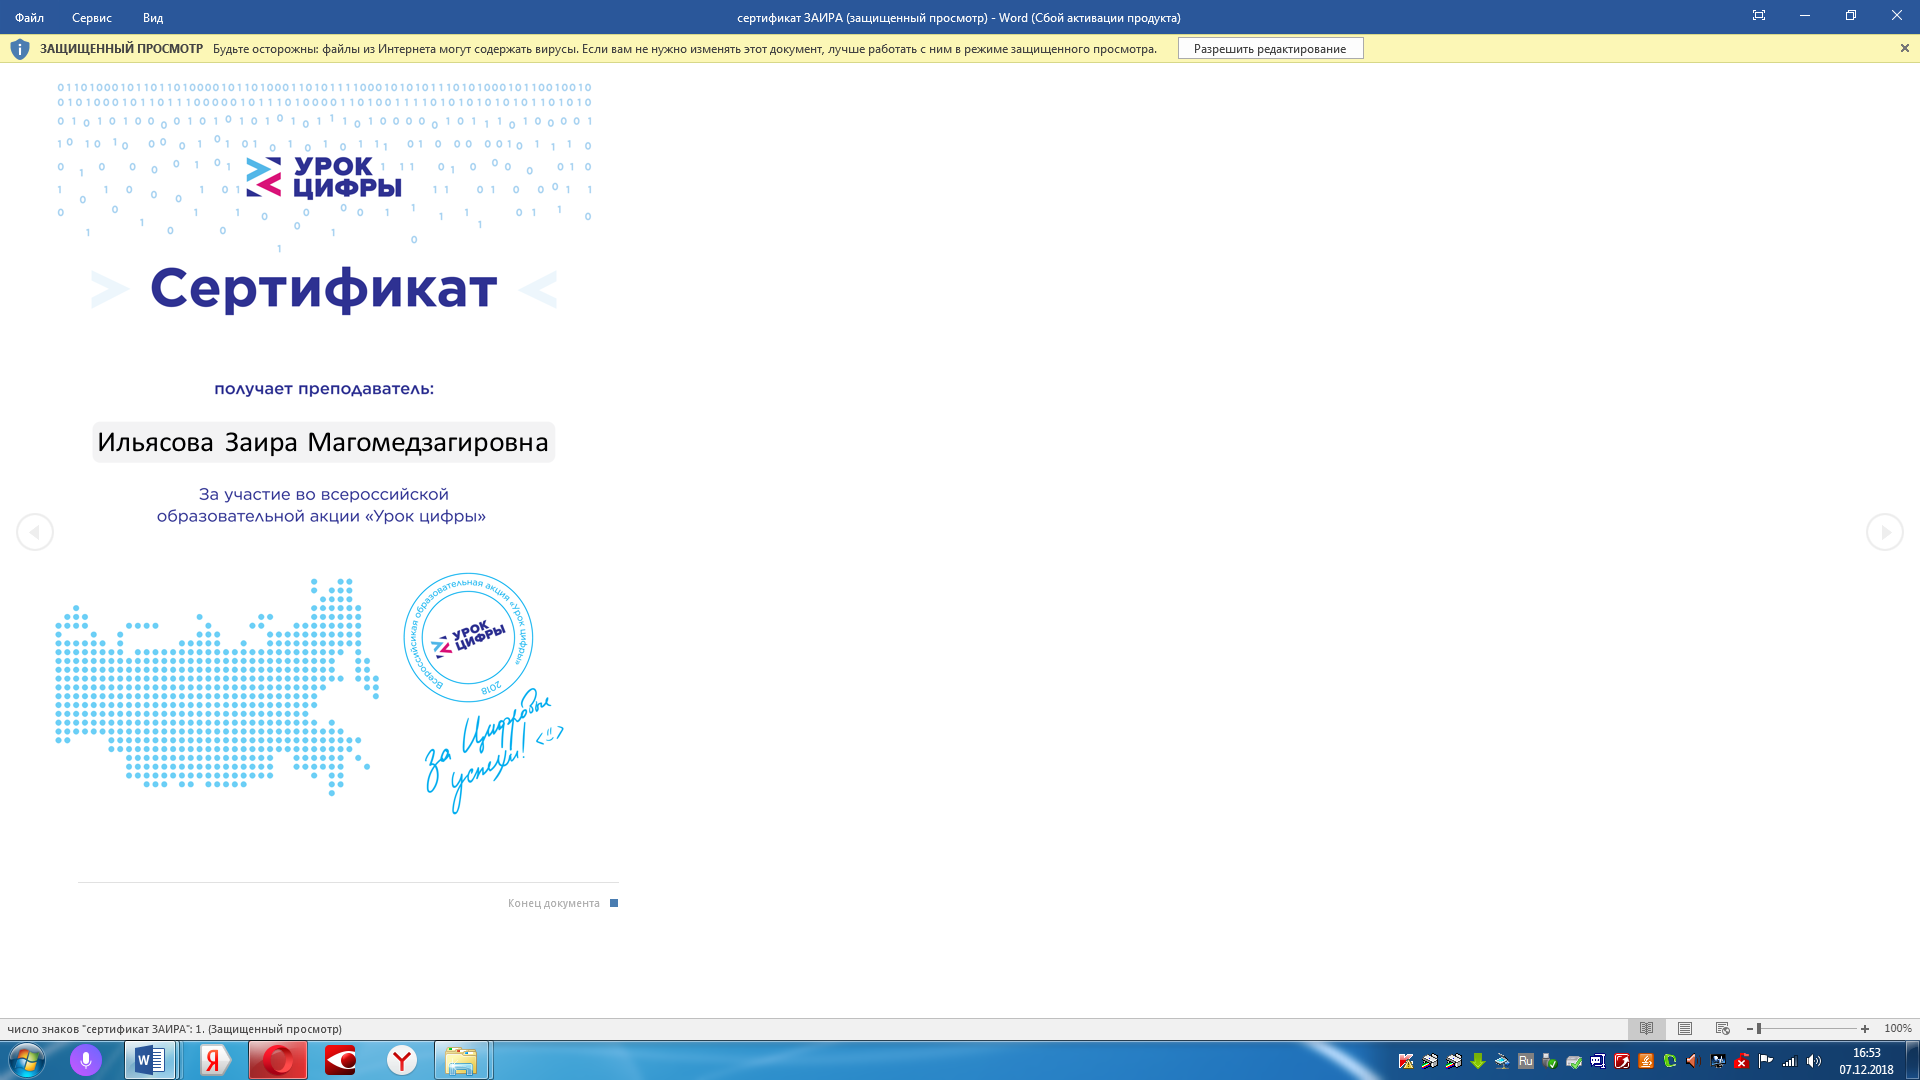 Файл Сервис Вид сертификат ЗАИРА (защищенный просмотр) - Word (Сбой активации продукта)
ЗАЩИЩЕННЫЙ ПРОСМОТР Будьте осторожны: файлы из Интернета могут содержать вирусы. Если вам не нужно изменять этот документ, лучше работать с ним в режиме защищенного просмотра. Разрешить редактирование
УРОК
ЦИФРЫ
> Сертификат <
получает преподаватель:
Ильясова Заира Магомедзагировна
За участие во всероссийской
образовательной акции «Урок цифры»
Всероссийсикая образовательная акция «Урок цифры»
УРОК
ЦИФРЫ
2018
за Цифровые
успехи! <:)>
Конец документа
число знаков "сертификат ЗАИРА": 1. (Защищенный просмотр) 100%
Ru 16:53
07.12.2018